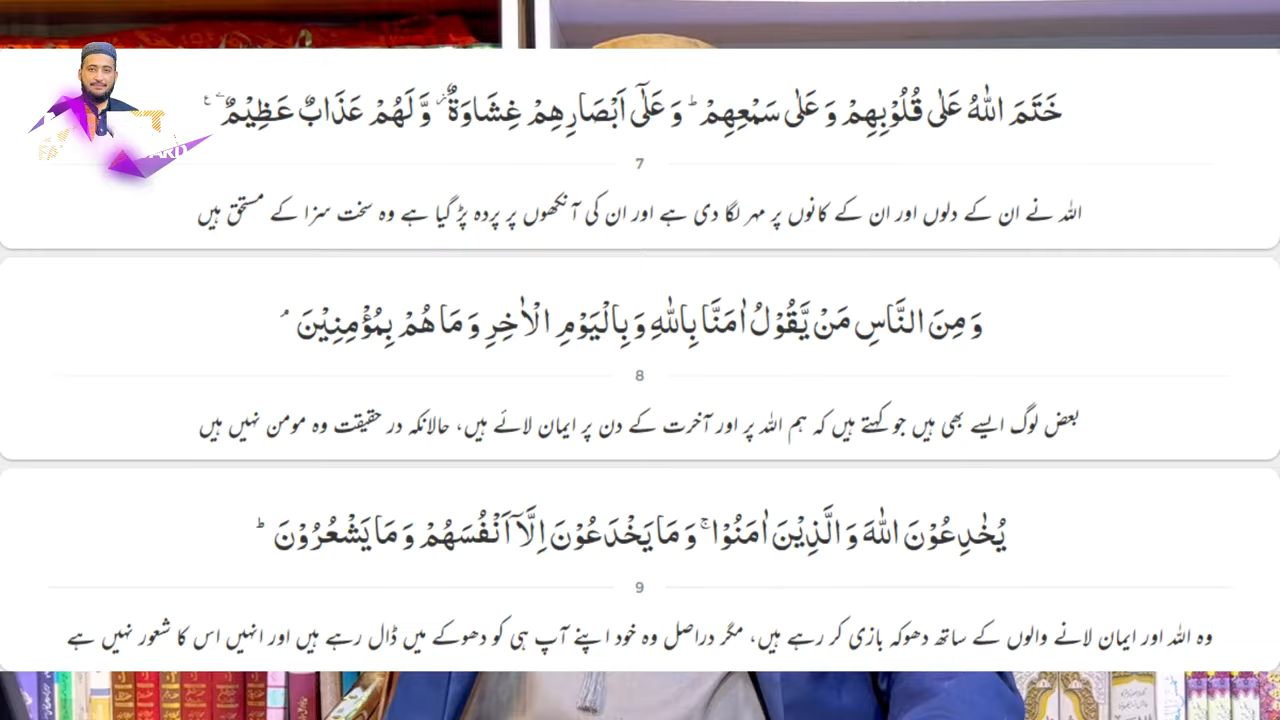 خَتَمَ اللّٰهُ عَلٰى قُلُوْبِهِمْ وَ عَلٰى سَمْعِهِمْؕ وَ عَلٰۤى اَبْصَارِهِمْ غِشَاوَةٌ٘ وَّ لَهُمْ عَذَابٌ عَظِیْمٌ
7
اللہ نے ان کے دلوں اور ان کے کانوں پر مہر لگا دی ہے اور ان کی آنکھوں پر پردہ پڑ گیا ہے وہ سخت سزا کے مستحق ہیں
وَ مِنَ النَّاسِ مَنْ یَّقُوْلُ اٰمَنَّا بِاللّٰهِ وَ بِالْیَوْمِ الْاٰخِرِ وَ مَا هُمْ بِمُؤْمِنِیْنَۘ
8
بعض لوگ ایسے بھی ہیں جو کہتے ہیں کہ ہم اللہ پر اور آخرت کے دن پر ایمان لائے ہیں، حالانکہ در حقیقت وہ مومن نہیں ہیں
یُخٰدِعُوْنَ اللّٰهَ وَ الَّذِیْنَ اٰمَنُوْاۚ وَ مَا یَخْدَعُوْنَ اِلَّاۤ اَنْفُسَهُمْ وَ مَا یَشْعُرُوْنَؕ
9
وہ اللہ اور ایمان لانے والوں کے ساتھ دھوکہ بازی کر رہے ہیں، مگر دراصل وہ خود اپنے آپ ہی کو دھوکے میں ڈال رہے ہیں اور انہیں اس کا شعور نہیں ہے